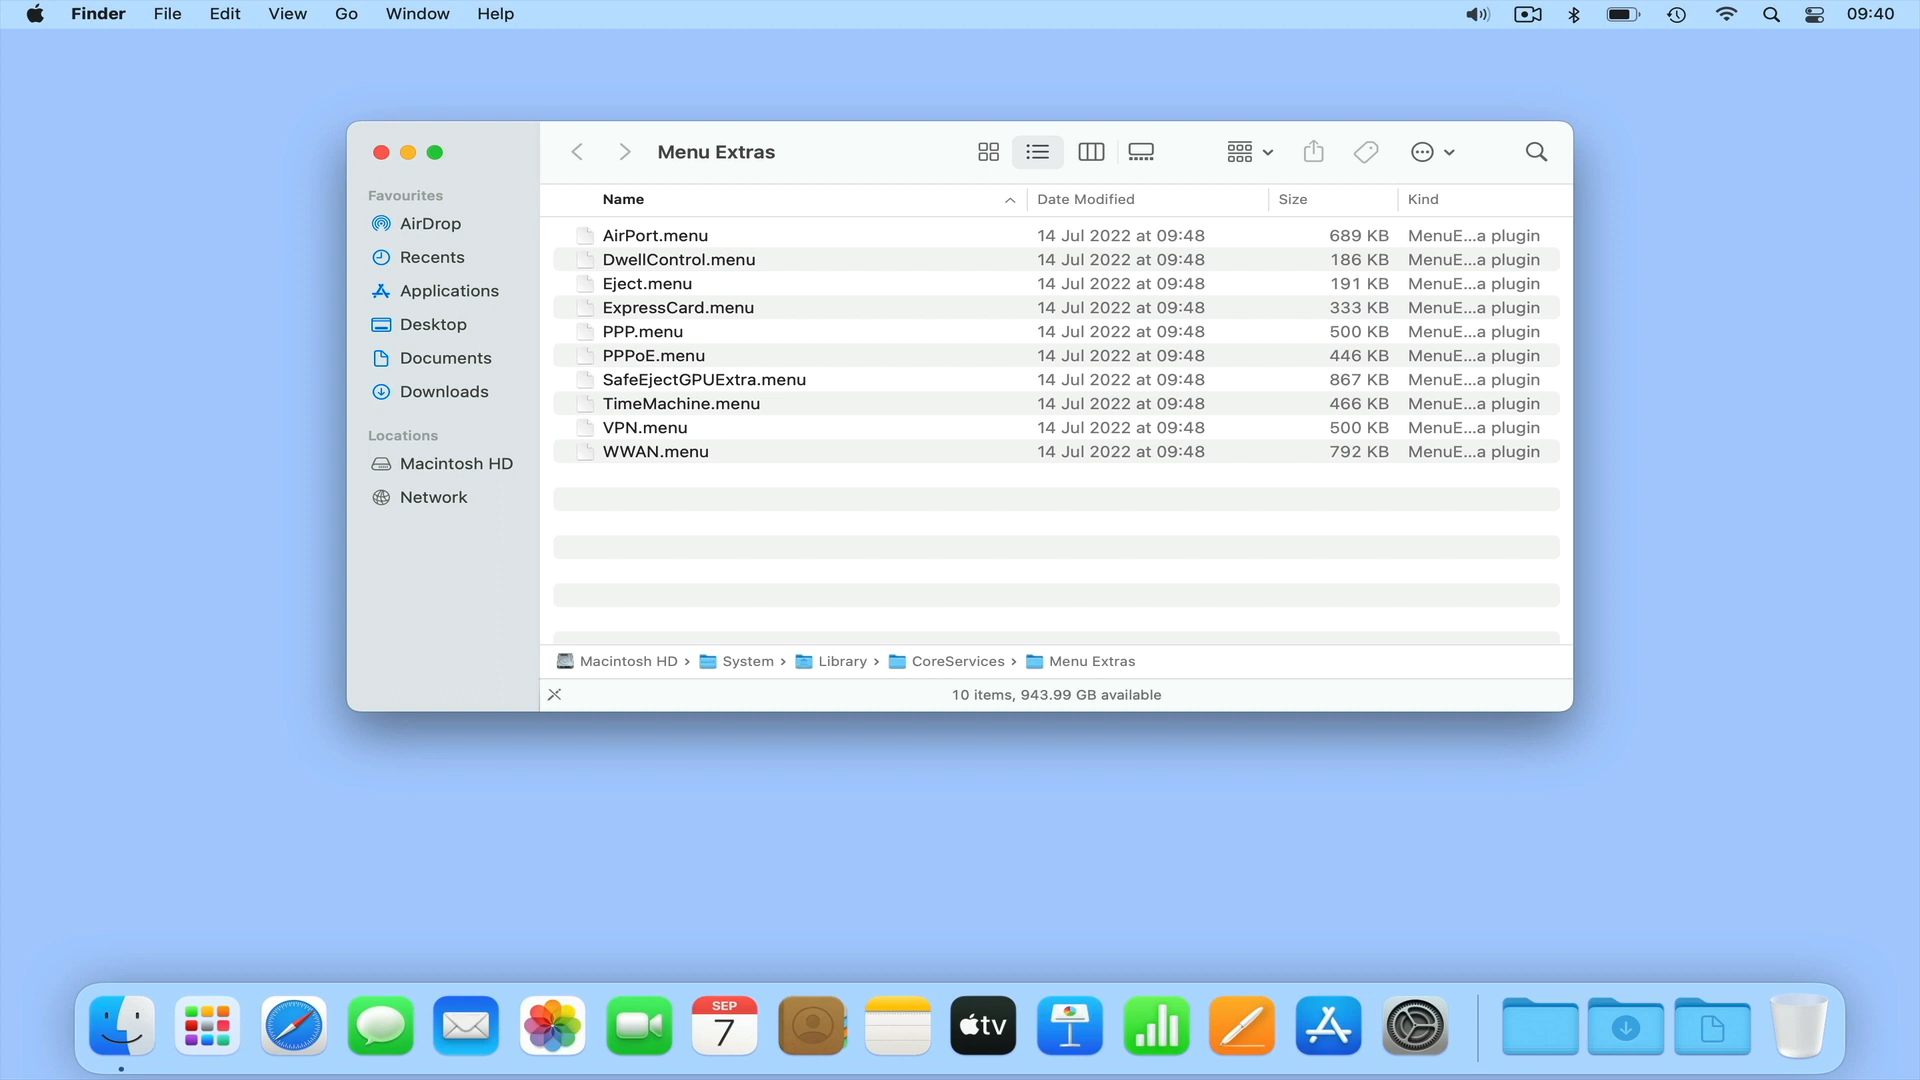 Finder File Edit View Go Window Help 09:40
Menu Extras
Favourites
AirDrop
Recents
Applications
Desktop
Documents
Downloads
Locations
Macintosh HD
Network
Name Date Modified Size Kind
AirPort.menu 14 Jul 2022 at 09:48 689 KB MenuE...a plugin
DwellControl.menu 14 Jul 2022 at 09:48 186 KB MenuE...a plugin
Eject.menu 14 Jul 2022 at 09:48 191 KB MenuE...a plugin
ExpressCard.menu 14 Jul 2022 at 09:48 333 KB MenuE...a plugin
PPP.menu 14 Jul 2022 at 09:48 500 KB MenuE...a plugin
PPPoE.menu 14 Jul 2022 at 09:48 446 KB MenuE...a plugin
SafeEjectGPUExtra.menu 14 Jul 2022 at 09:48 867 KB MenuE...a plugin
TimeMachine.menu 14 Jul 2022 at 09:48 466 KB MenuE...a plugin
VPN.menu 14 Jul 2022 at 09:48 500 KB MenuE...a plugin
WWAN.menu 14 Jul 2022 at 09:48 792 KB MenuE...a plugin
Macintosh HD › System › Library › CoreServices › Menu Extras
10 items, 943.99 GB available
SEP
7
tv